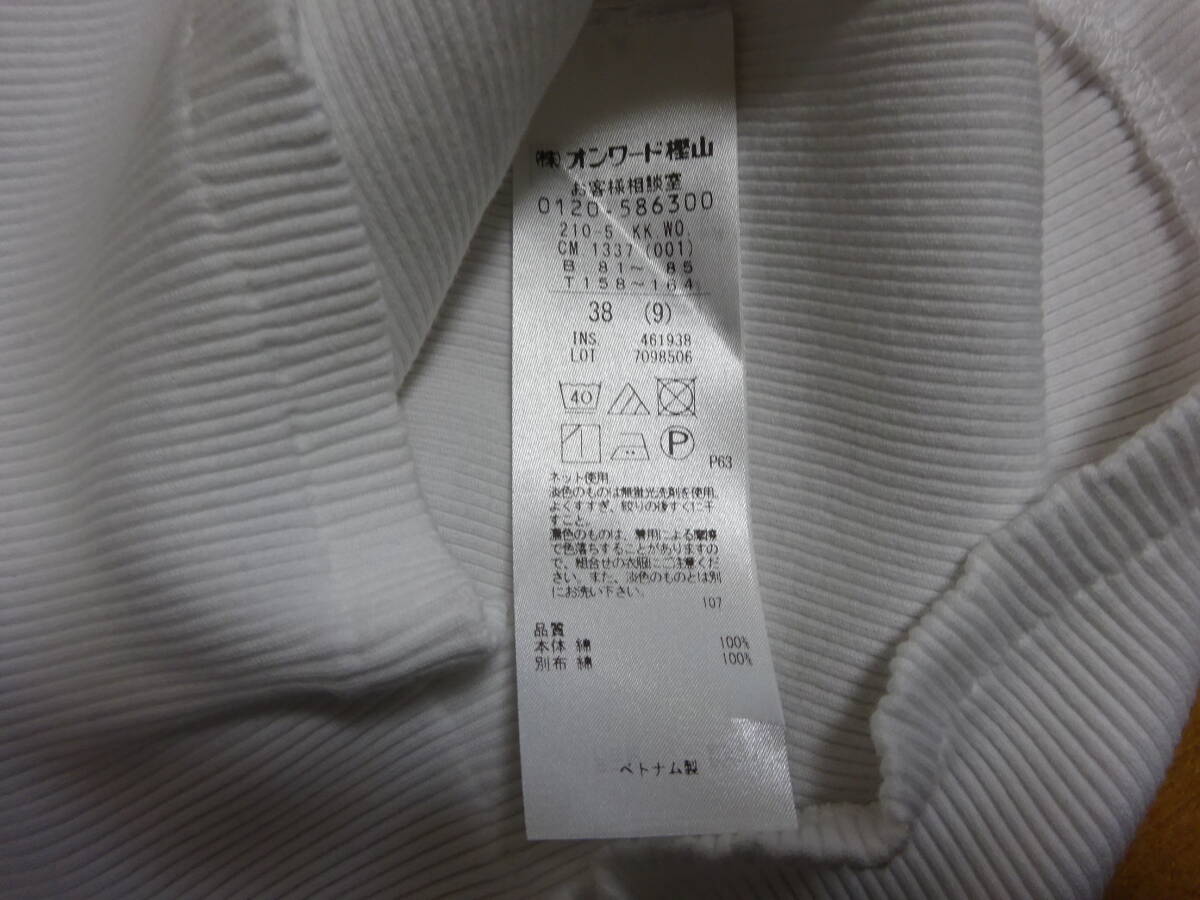 ㈱オンワード樫山
お客様相談室
0120-586300
210-5 KK WO
CM 1337 (001)
B 81～ 85
T158～164
38 (9)
INS 461938
LOT 7098506
40
P
P63
ネット使用
淡色のものは無蛍光洗剤を使用。
よくすすぎ、絞りの後すぐに干
すこと。
濃色のものは、着用による摩擦
で色落ちすることがありますの
で、組合せの衣服にご注意くだ
さい。また、淡色のものとは別
にお洗い下さい。
107
品質
本体 綿 100%
別布 綿 100%
ベトナム製